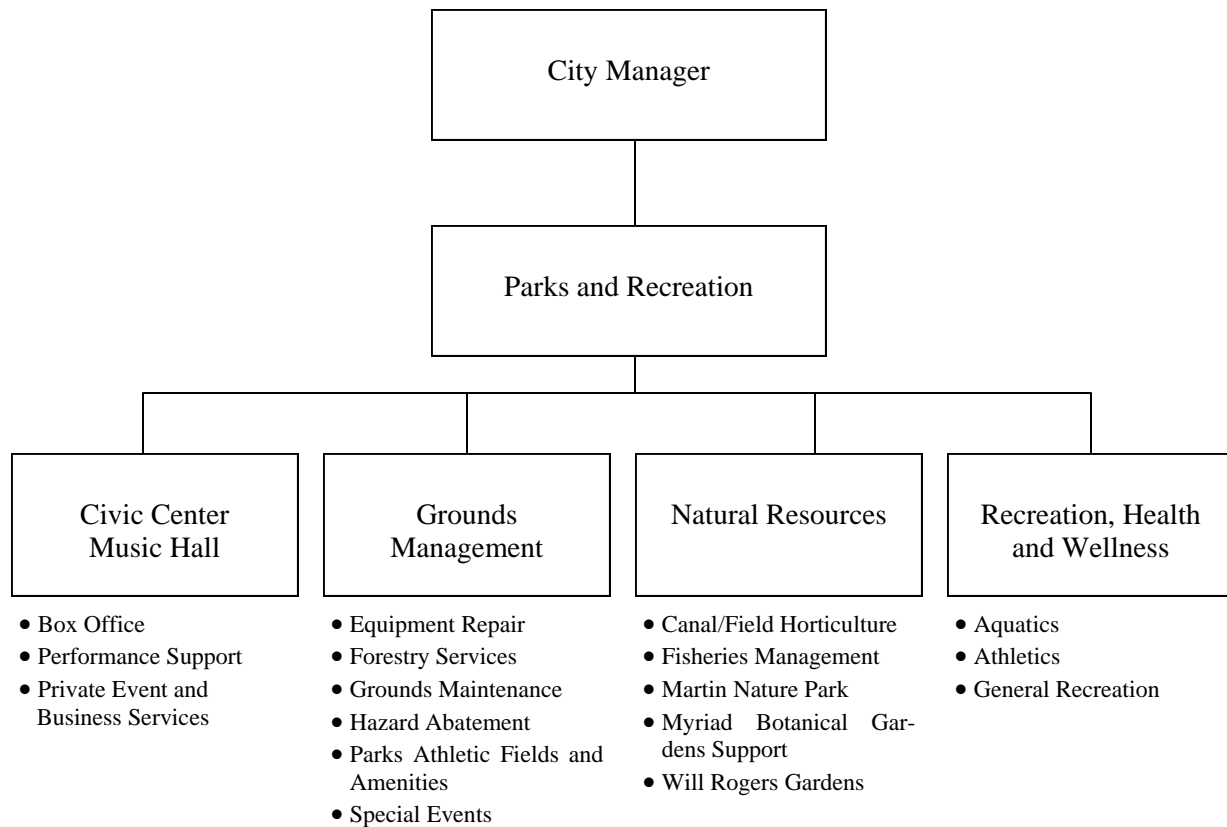 City Manager
Parks and Recreation
Civic Center
Music Hall
• Box Office
• Performance Support
• Private Event and
Business Services
Grounds
Management
• Equipment Repair
• Forestry Services
• Grounds Maintenance
• Hazard Abatement
• Parks Athletic Fields and
Amenities
• Special Events
Natural Resources
• Canal/Field Horticulture
• Fisheries Management
• Martin Nature Park
• Myriad Botanical Gar-
dens Support
• Will Rogers Gardens
Recreation, Health
and Wellness
• Aquatics
• Athletics
• General Recreation